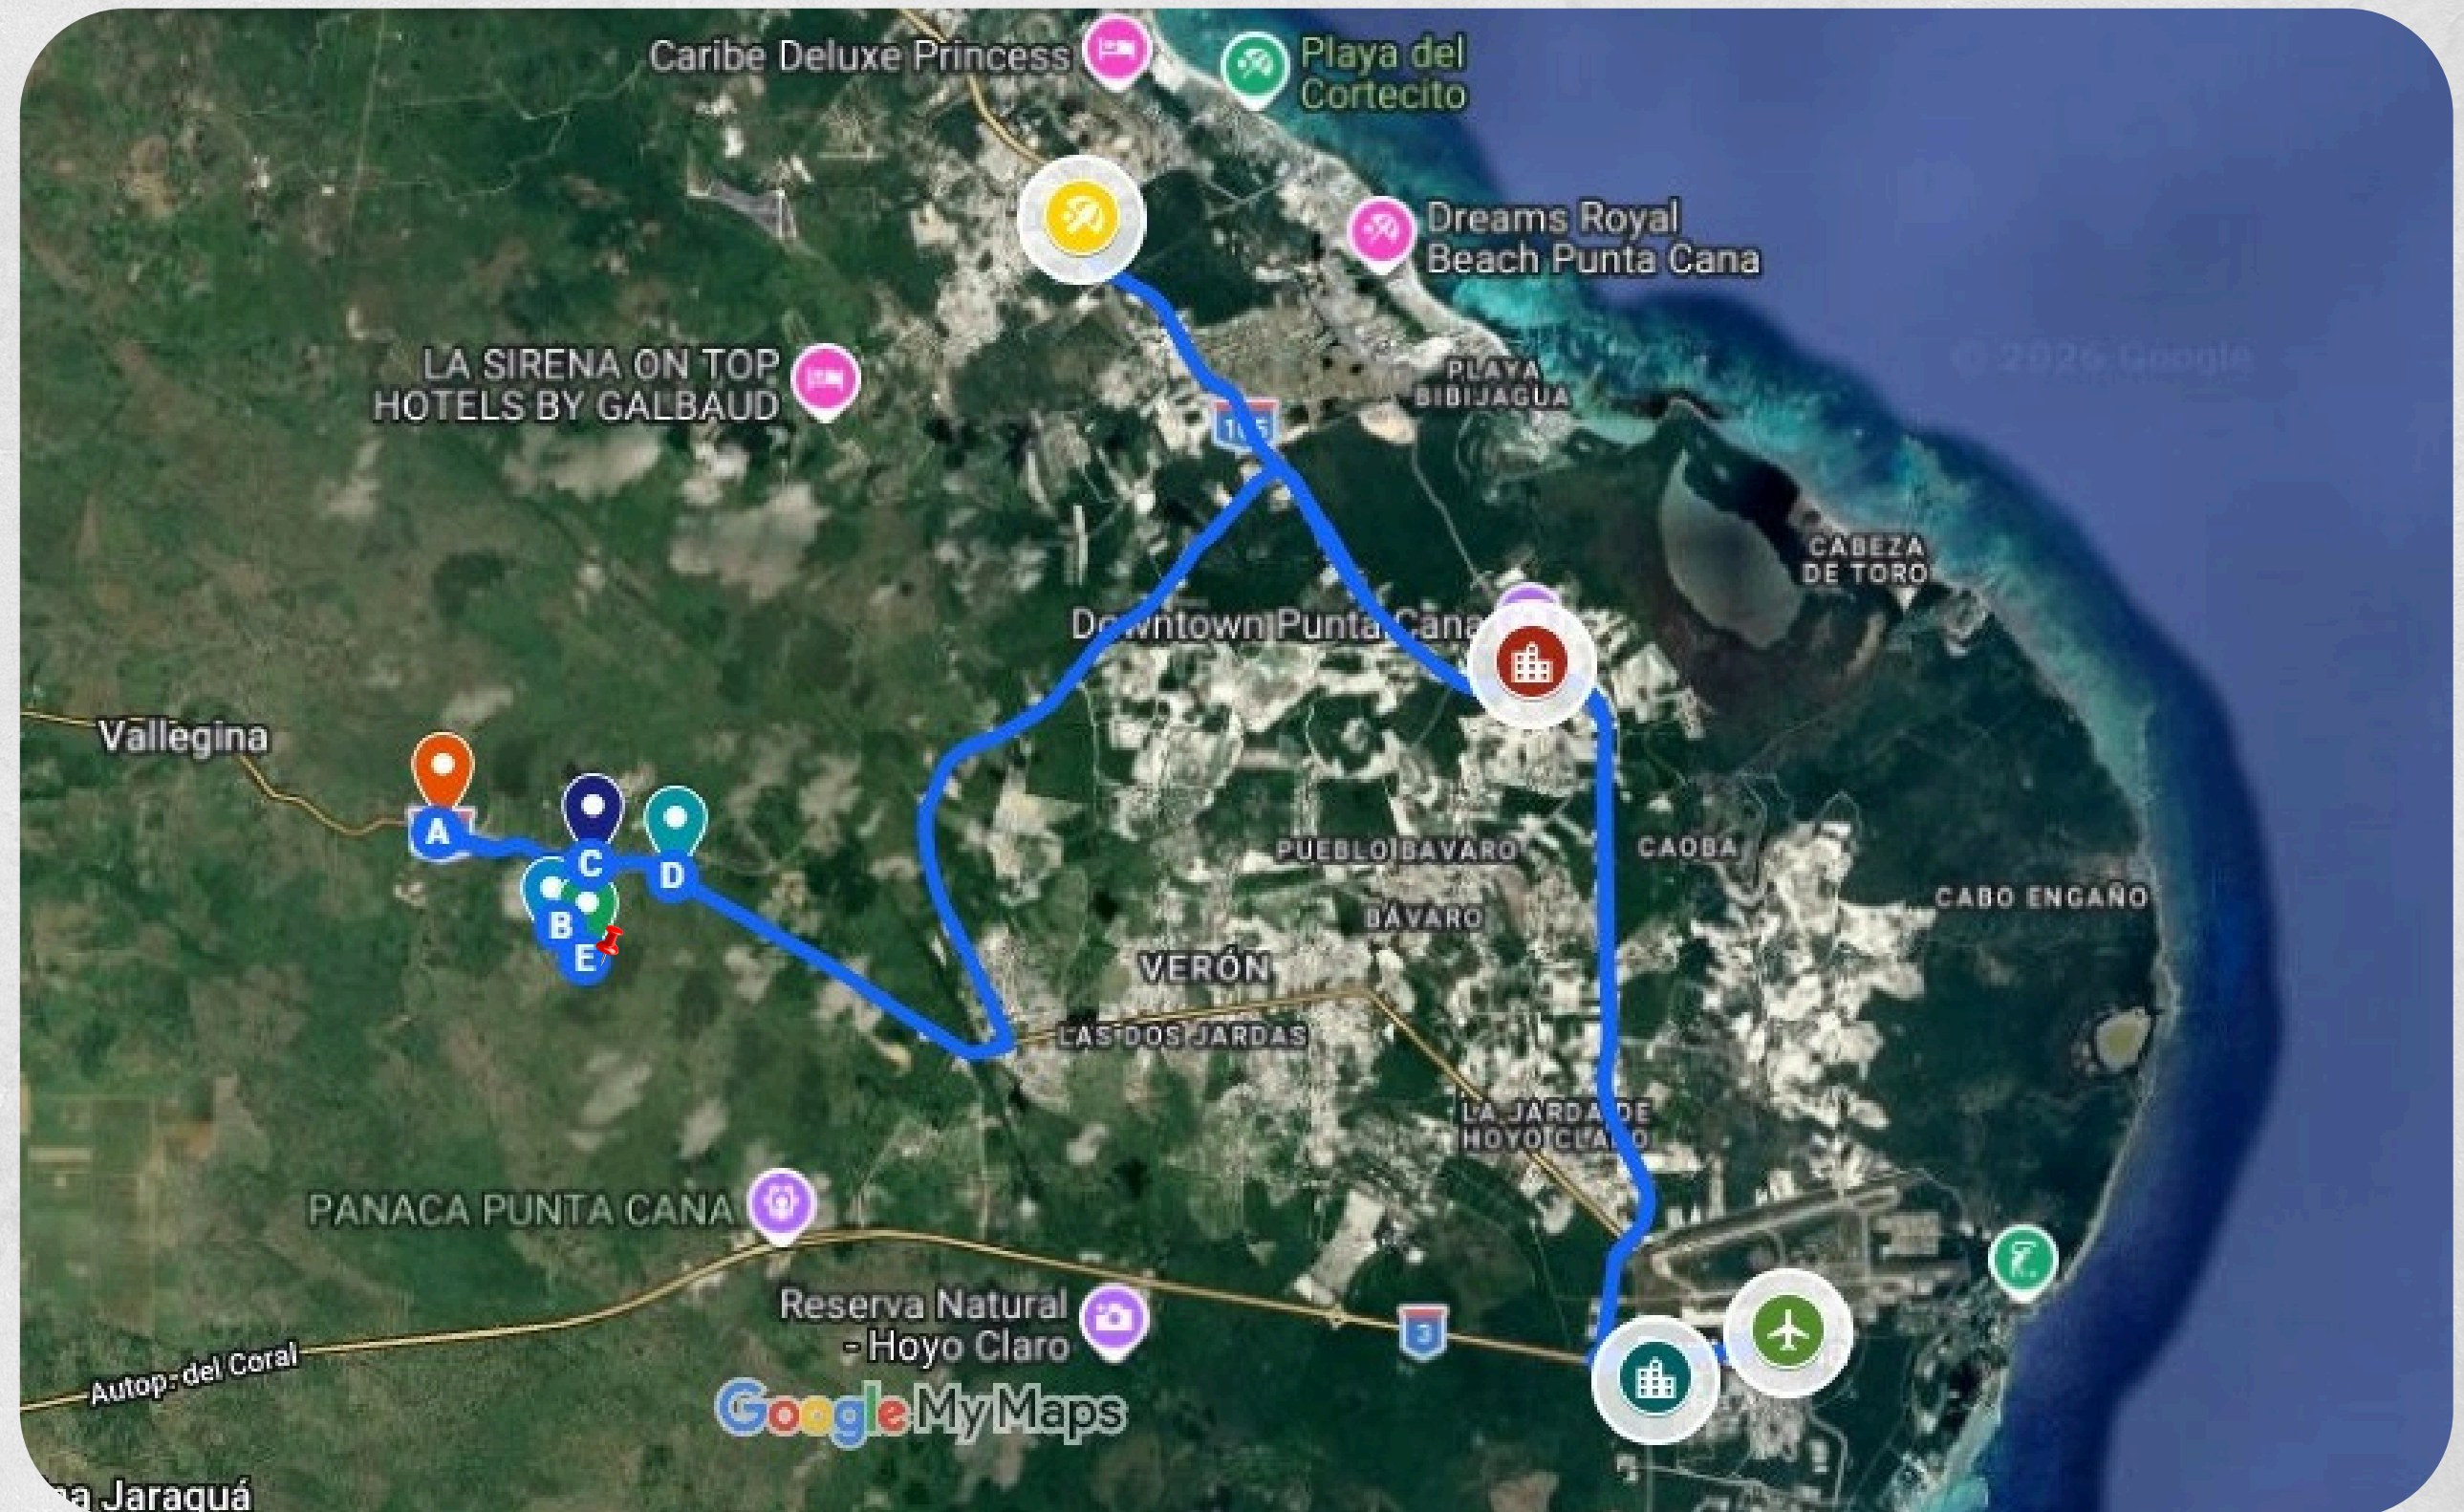 Caribe Deluxe Princess
Playa del
Cortecito
Dreams Royal
Beach Punta Cana
LA SIRENA ON TOP
HOTELS BY GALBAUD
© 2026 Google
PLAYA
BIBIJAGUA
105
CABEZA
DE TORO
Downtown Punta Cana
Vallegina
A
C
D
B
E
PUEBLO BAVARO
CAOBA
BÁVARO
CABO ENGAÑO
VERÓN
LAS DOS JARDAS
LA JARDA DE
HOYO CLARO
PANACA PUNTA CANA
Reserva Natural
- Hoyo Claro
3
Autop. del Coral
Google My Maps
Jaraguá